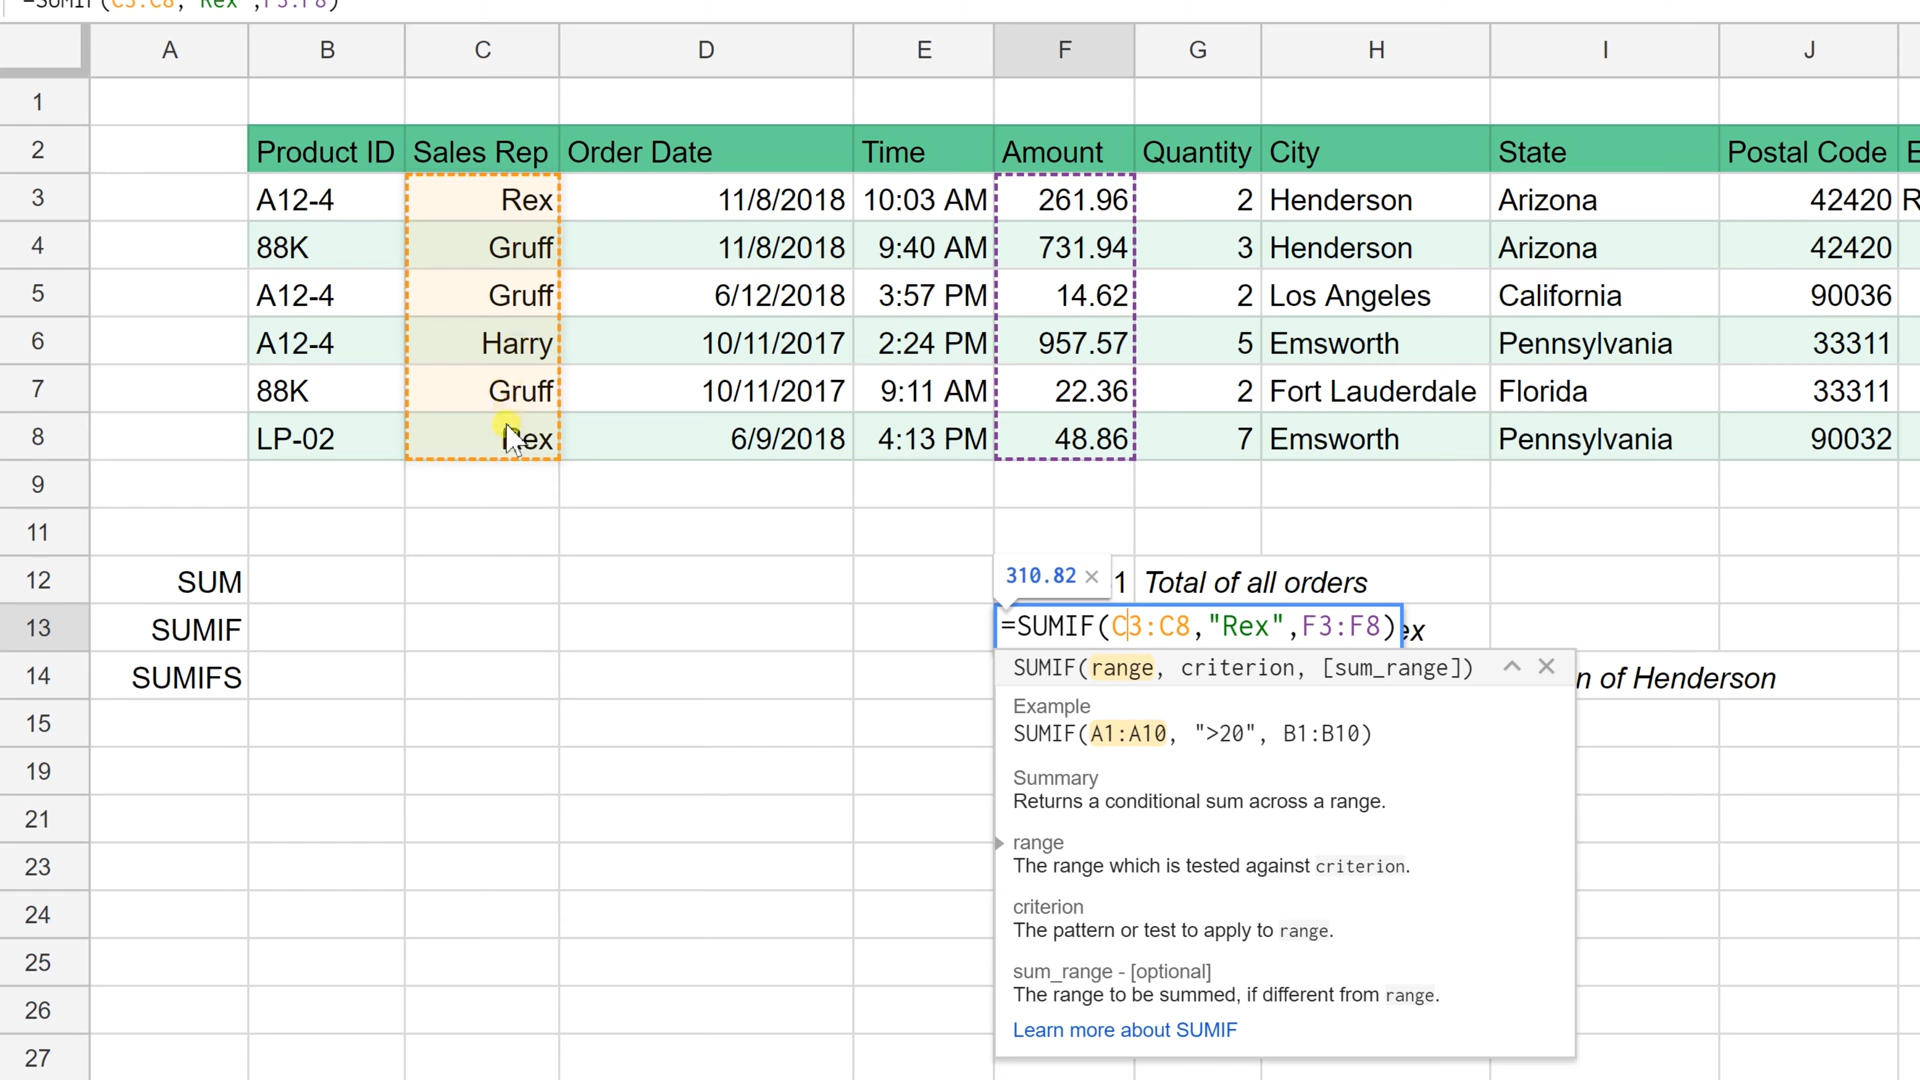 =SUMIF(C3:C8,"Rex",F3:F8)
A B C D E F G H I J
1
2 Product ID Sales Rep Order Date Time Amount Quantity City State Postal Code
3 A12-4 Rex 11/8/2018 10:03 AM 261.96 2 Henderson Arizona 42420 R
4 88K Gruff 11/8/2018 9:40 AM 731.94 3 Henderson Arizona 42420
5 A12-4 Gruff 6/12/2018 3:57 PM 14.62 2 Los Angeles California 90036
6 A12-4 Harry 10/11/2017 2:24 PM 957.57 5 Emsworth Pennsylvania 33311
7 88K Gruff 10/11/2017 9:11 AM 22.36 2 Fort Lauderdale Florida 33311
8 LP-02 Rex 6/9/2018 4:13 PM 48.86 7 Emsworth Pennsylvania 90032
9
11
310.82 ×
12 SUM 1 Total of all orders
13 SUMIF =SUMIF(C3:C8,"Rex",F3:F8) ex
14 SUMIFS n of Henderson
SUMIF(range, criterion, [sum_range])
Example
15 SUMIF(A1:A10, ">20", B1:B10)
19
Summary
Returns a conditional sum across a range.
21
range
23 The range which is tested against criterion.
criterion
24 The pattern or test to apply to range.
25
sum_range - [optional]
The range to be summed, if different from range.
26
Learn more about SUMIF
27